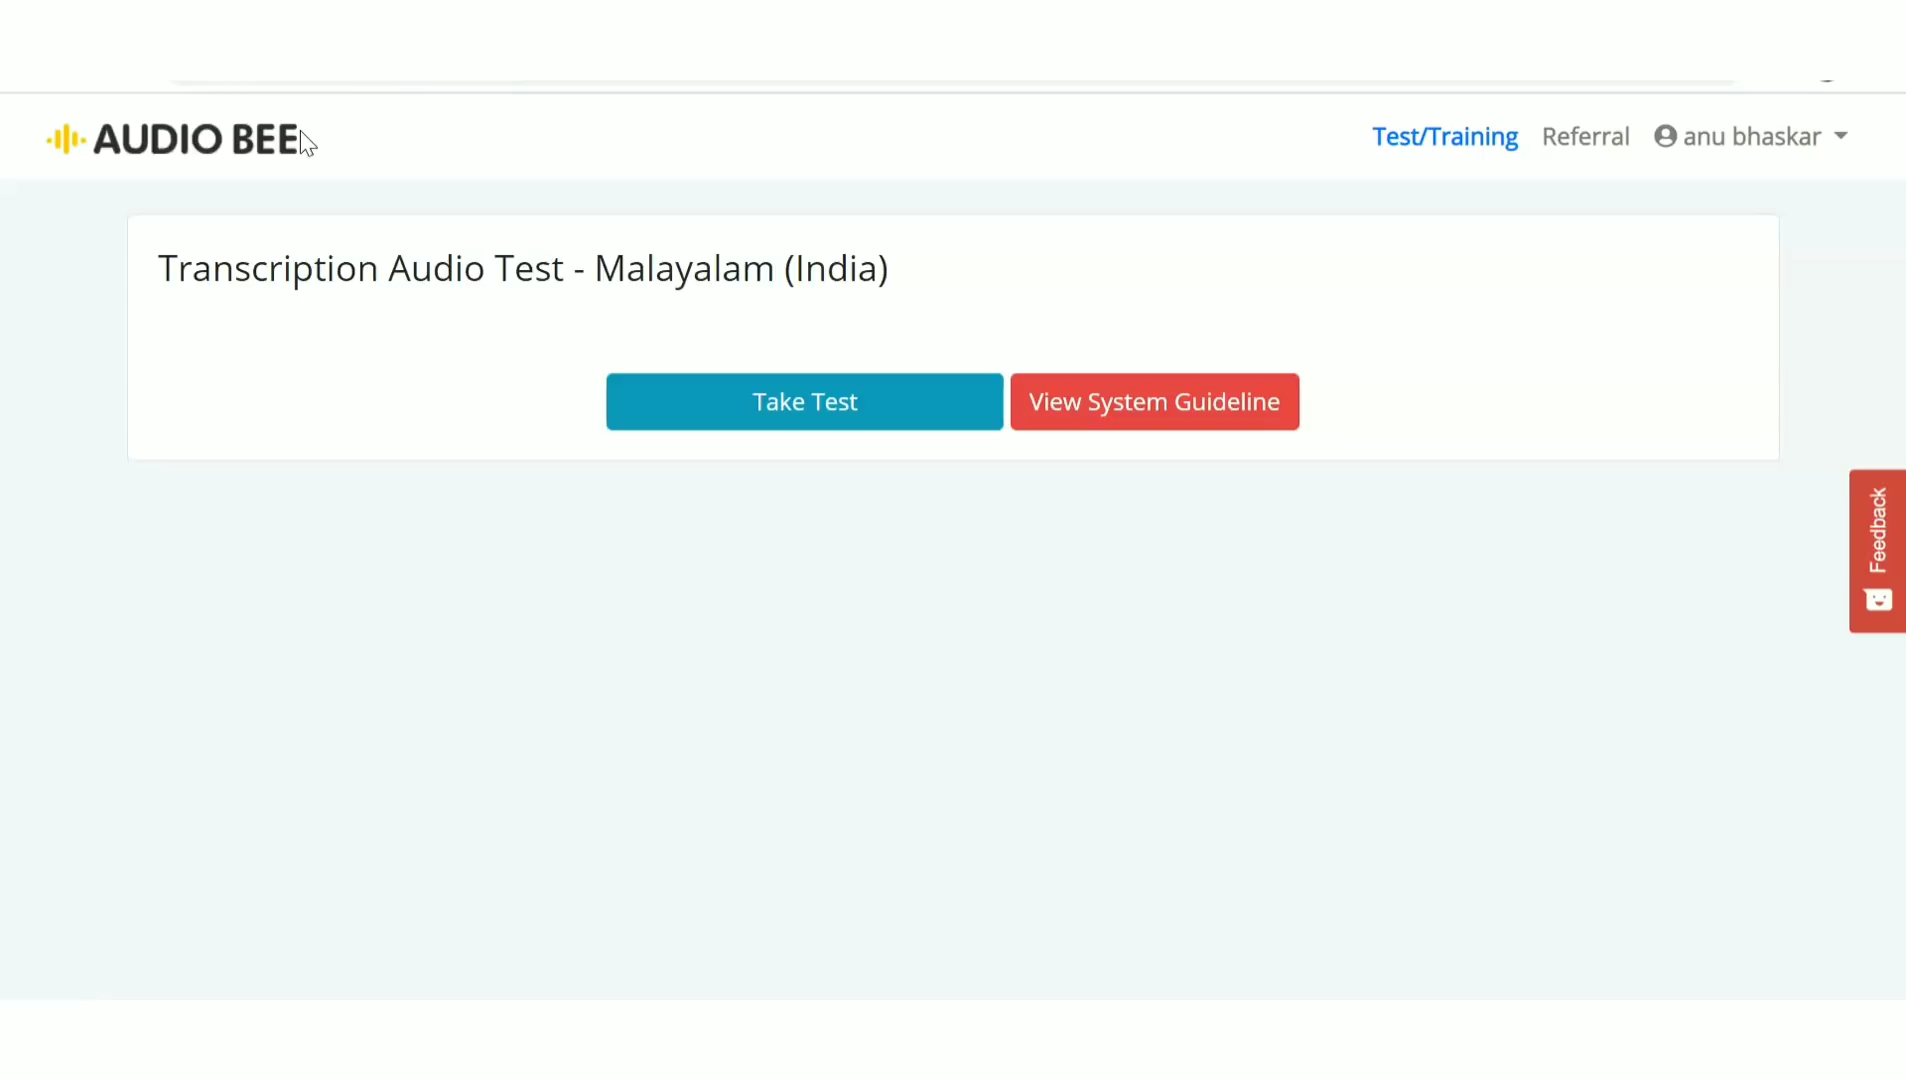 AUDIO BEE
Test/Training
Referral
anu bhaskar
Transcription Audio Test - Malayalam (India)
Take Test
View System Guideline
Feedback